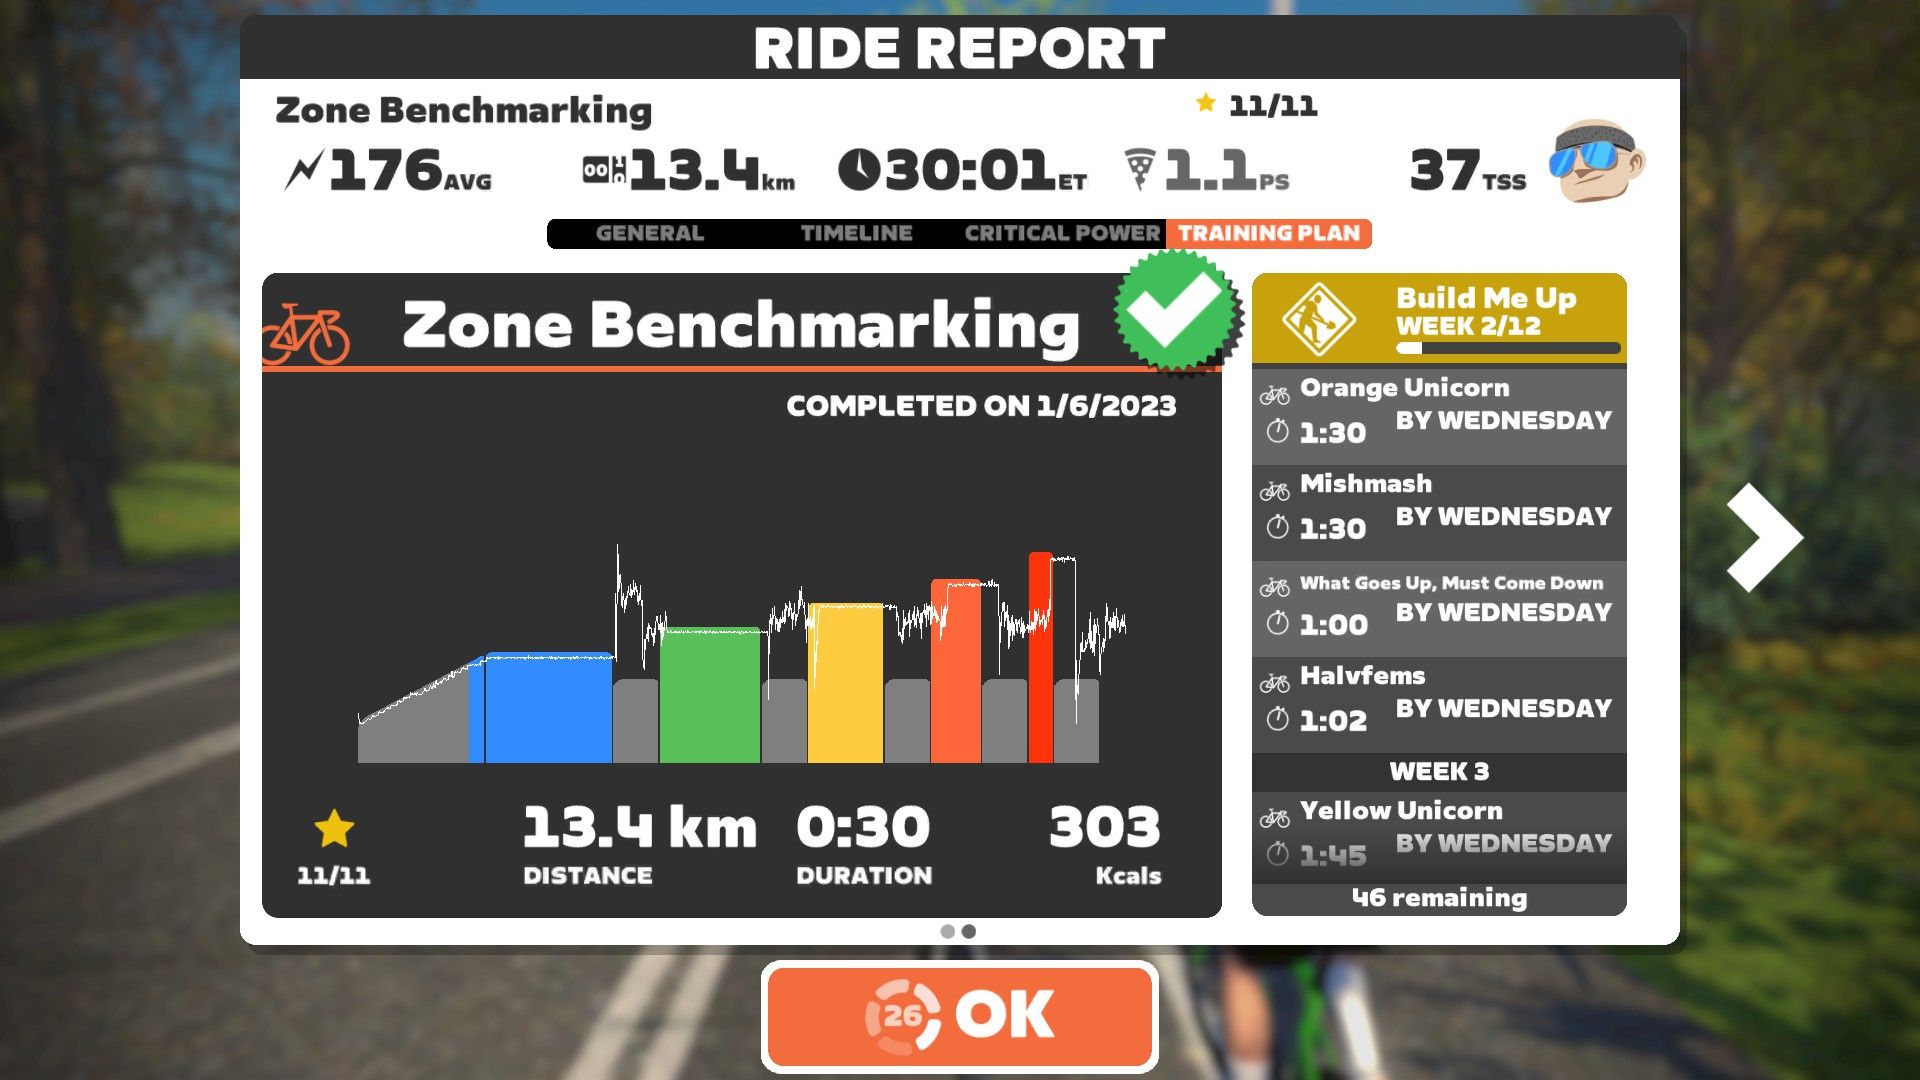 RIDE REPORT
Zone Benchmarking
11/11
176AVG
13.4km
30:01ET
1.1PS
37TSS
GENERAL
TIMELINE
CRITICAL POWER
TRAINING PLAN
Zone Benchmarking
COMPLETED ON 1/6/2023
11/11
13.4 km
DISTANCE
0:30
DURATION
303
Kcals
Build Me Up
WEEK 2/12
Orange Unicorn
BY WEDNESDAY
1:30
Mishmash
BY WEDNESDAY
1:30
What Goes Up, Must Come Down
BY WEDNESDAY
1:00
Halvfems
BY WEDNESDAY
1:02
WEEK 3
Yellow Unicorn
BY WEDNESDAY
1:45
46 remaining
26 OK